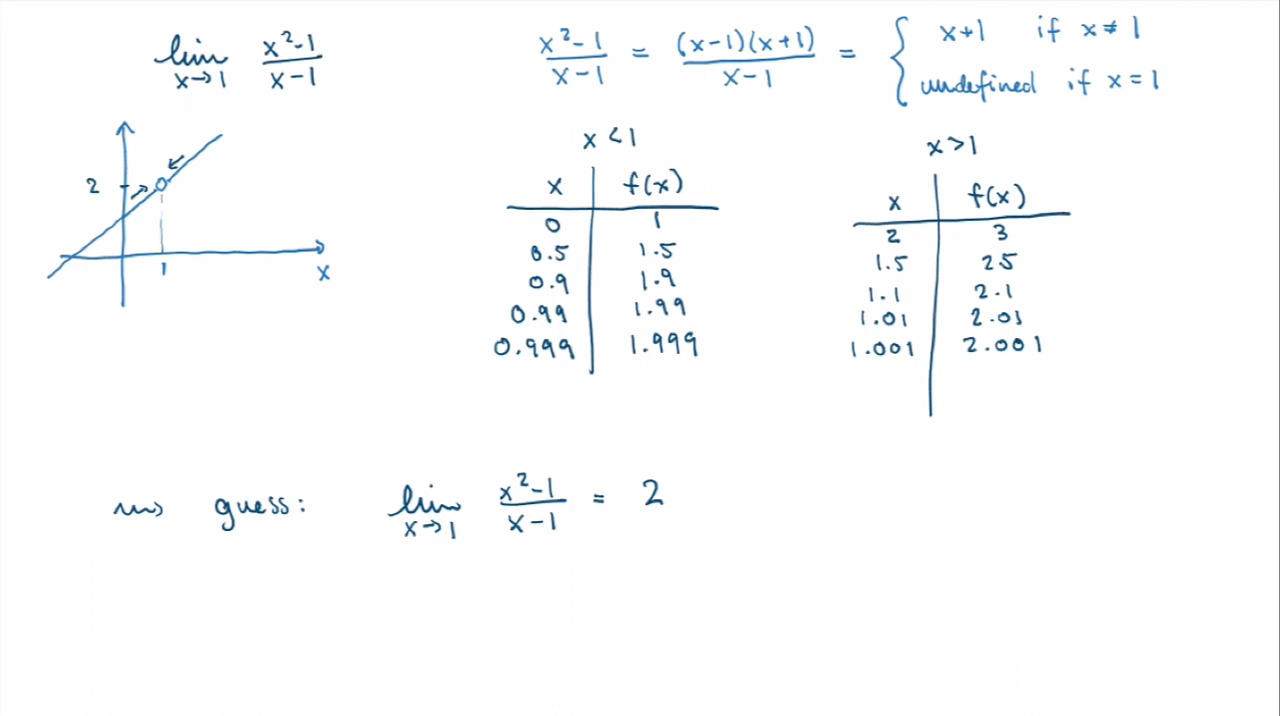 lim x→1 (x²-1)/(x-1)
(x²-1)/(x-1) = ((x-1)(x+1))/(x-1) = { x+1 if x≠1
undefined if x=1
2
1
x
x<1
x | f(x)
0 | 1
0.5 | 1.5
0.9 | 1.9
0.99 | 1.99
0.999 | 1.999
x>1
x | f(x)
2 | 3
1.5 | 25
1.1 | 2.1
1.01 | 2.01
1.001 | 2.001
⇝ guess: lim x→1 (x²-1)/(x-1) = 2